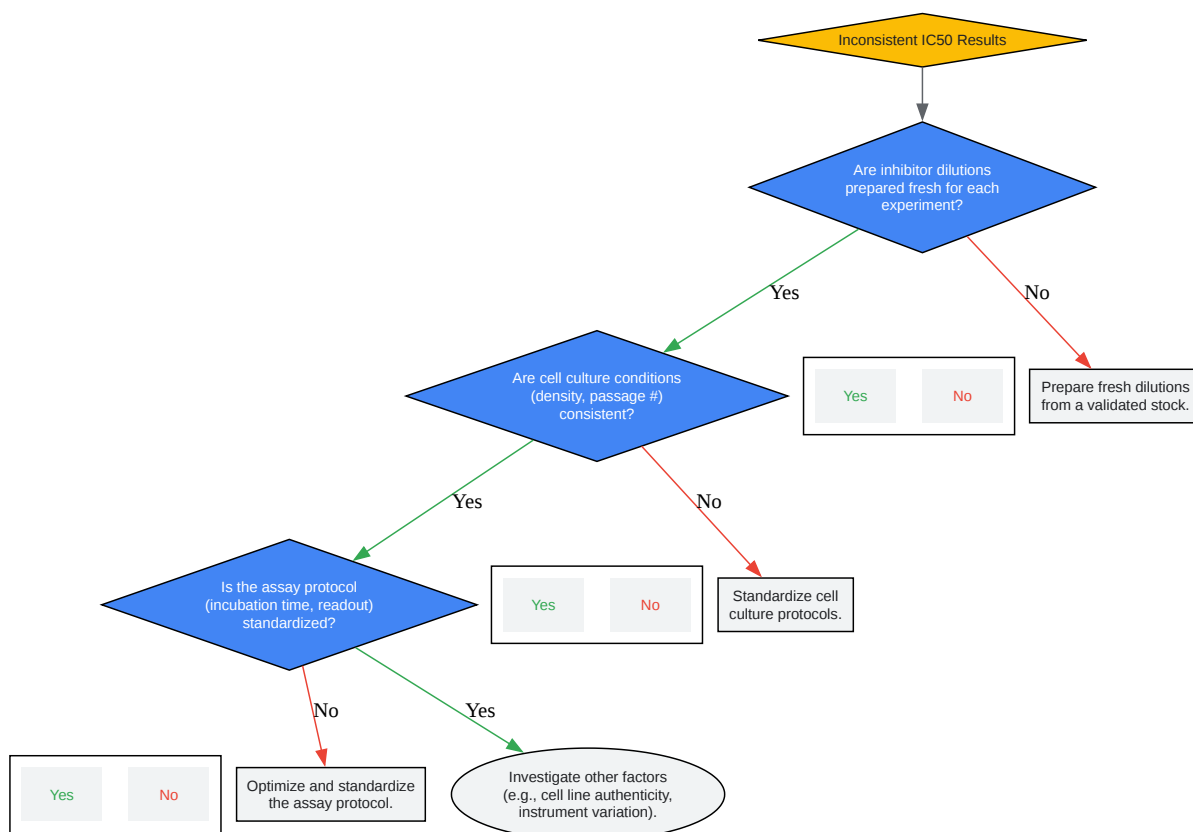 Inconsistent IC50 Results
Are inhibitor dilutions
prepared fresh for each
experiment?
Yes
No
Are cell culture conditions
(density, passage #)
consistent?
Yes
No
Prepare fresh dilutions
from a validated stock.
Yes
No
Is the assay protocol
(incubation time, readout)
standardized?
Yes
No
Standardize cell
culture protocols.
No
Yes
Yes
No
Optimize and standardize
the assay protocol.
Investigate other factors
(e.g., cell line authenticity,
instrument variation).